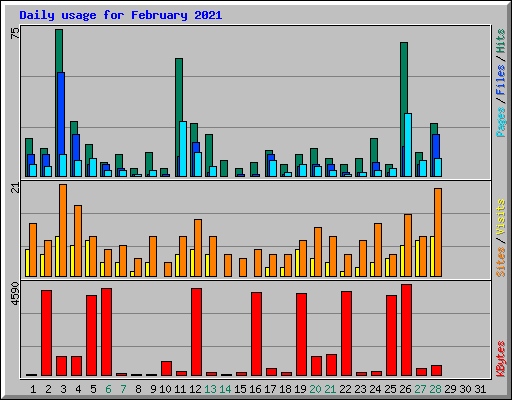 Daily usage for February 2021
75
Pages / Files / Hits
21
Sites / Visits
4590
KBytes
1 2 3 4 5 6 7 8 9 10 11 12 13 14 15 16 17 18 19 20 21 22 23 24 25 26 27 28 29 30 31